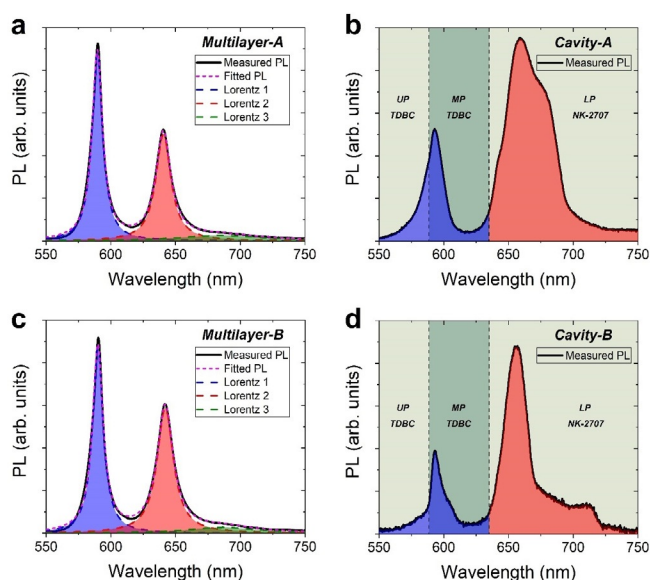 a
Multilayer-A
Measured PL
Fitted PL
Lorentz 1
Lorentz 2
Lorentz 3
PL (arb. units)
550 600 650 700 750
Wavelength (nm)
b
Cavity-A
Measured PL
UP
TDBC
MP
TDBC
LP
NK-2707
PL (arb. units)
550 600 650 700 750
Wavelength (nm)
c
Multilayer-B
Measured PL
Fitted PL
Lorentz 1
Lorentz 2
Lorentz 3
PL (arb. units)
550 600 650 700 750
Wavelength (nm)
d
Cavity-B
Measured PL
UP
TDBC
MP
TDBC
LP
NK-2707
PL (arb. units)
550 600 650 700 750
Wavelength (nm)